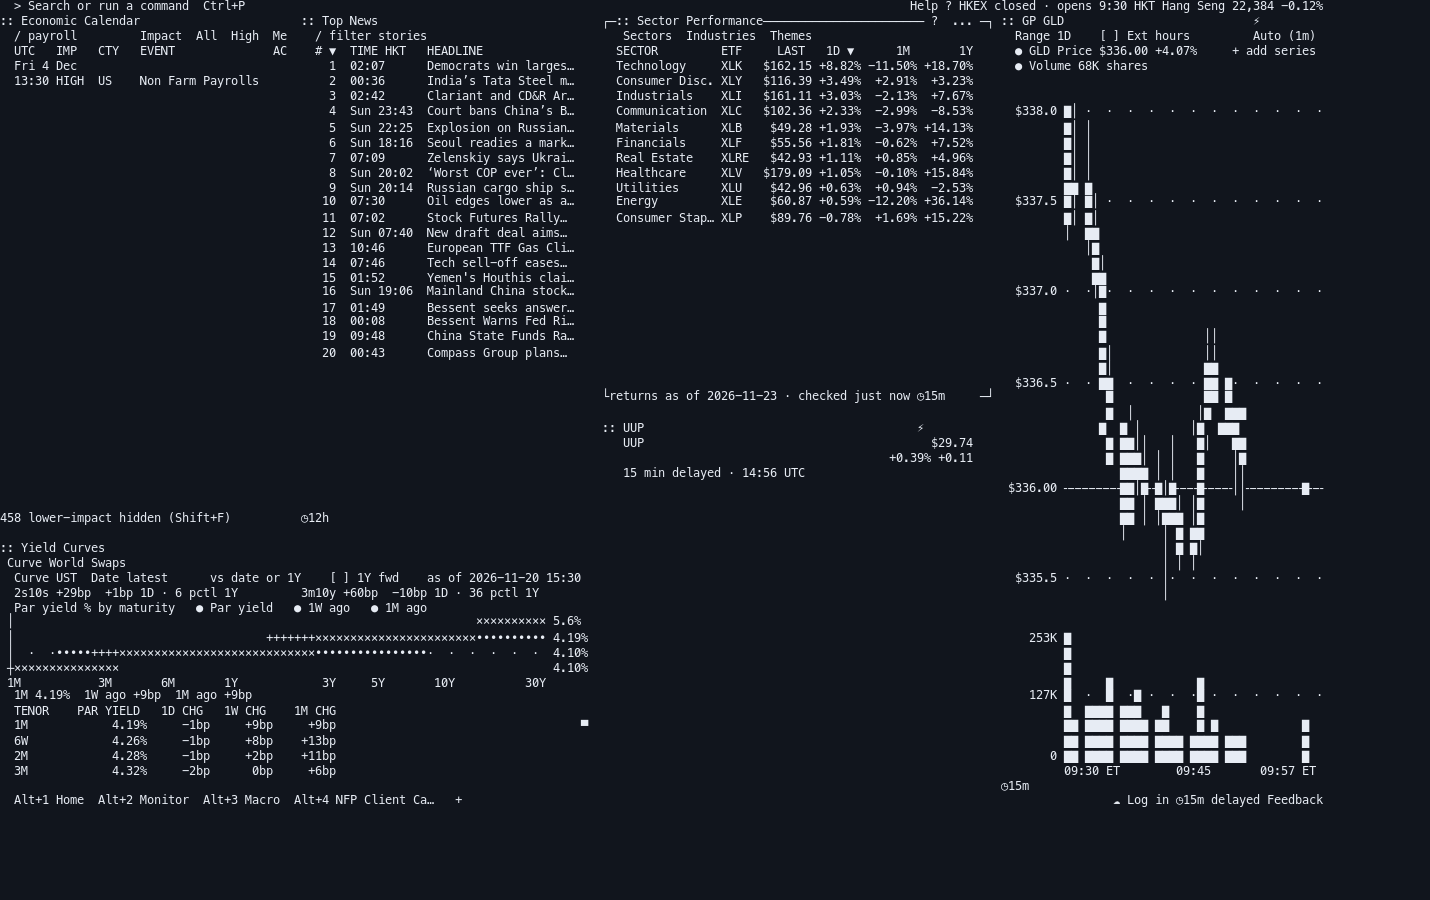 > Search or run a command  Ctrl+P
Help ? HKEX closed · opens 9:30 HKT Hang Seng 22,384 −0.12%
:: Economic Calendar
/ payroll  Impact  All  High  Me
UTC  IMP  CTY  EVENT  AC
Fri 4 Dec
13:30 HIGH  US  Non Farm Payrolls
458 lower−impact hidden (Shift+F)  ◷12h
:: Top News
/ filter stories
# ▼  TIME HKT  HEADLINE
1  02:07  Democrats win larges…
2  00:36  India’s Tata Steel m…
3  02:42  Clariant and CD&R Ar…
4  Sun 23:43  Court bans China’s B…
5  Sun 22:25  Explosion on Russian…
6  Sun 18:16  Seoul readies a mark…
7  07:09  Zelenskiy says Ukrai…
8  Sun 20:02  ‘Worst COP ever’: Cl…
9  Sun 20:14  Russian cargo ship s…
10  07:30  Oil edges lower as a…
11  07:02  Stock Futures Rally…
12  Sun 07:40  New draft deal aims…
13  10:46  European TTF Gas Cli…
14  07:46  Tech sell−off eases…
15  01:52  Yemen's Houthis clai…
16  Sun 19:06  Mainland China stock…
17  01:49  Bessent seeks answer…
18  00:08  Bessent Warns Fed Ri…
19  09:48  China State Funds Ra…
20  00:43  Compass Group plans…
:: Sector Performance  ?  ...
Sectors  Industries  Themes
SECTOR  ETF  LAST  1D ▼  1M  1Y
Technology  XLK  $162.15 +8.82% −11.50% +18.70%
Consumer Disc. XLY  $116.39 +3.49%  +2.91%  +3.23%
Industrials  XLI  $161.11 +3.03%  −2.13%  +7.67%
Communication  XLC  $102.36 +2.33%  −2.99%  −8.53%
Materials  XLB  $49.28 +1.93%  −3.97% +14.13%
Financials  XLF  $55.56 +1.81%  −0.62%  +7.52%
Real Estate  XLRE  $42.93 +1.11%  +0.85%  +4.96%
Healthcare  XLV  $179.09 +1.05%  −0.10% +15.84%
Utilities  XLU  $42.96 +0.63%  +0.94%  −2.53%
Energy  XLE  $60.87 +0.59% −12.20% +36.14%
Consumer Stap… XLP  $89.76 −0.78%  +1.69% +15.22%
returns as of 2026−11−23 · checked just now ◷15m
:: UUP  ⚡
UUP  $29.74
+0.39% +0.11
15 min delayed · 14:56 UTC
:: GP GLD  ⚡
Range 1D  [ ] Ext hours  Auto (1m)
● GLD Price $336.00 +4.07%  + add series
● Volume 68K shares
$338.0
$337.5
$337.0
$336.5
$336.00
$335.5
253K
127K
0
09:30 ET  09:45  09:57 ET
◷15m
:: Yield Curves
Curve World Swaps
Curve UST  Date latest  vs date or 1Y  [ ] 1Y fwd  as of 2026−11−20 15:30
2s10s +29bp  +1bp 1D · 6 pctl 1Y  3m10y +60bp  −10bp 1D · 36 pctl 1Y
Par yield % by maturity  ● Par yield  ● 1W ago  ● 1M ago
5.6%
4.19%
4.10%
4.10%
1M  3M  6M  1Y  3Y  5Y  10Y  30Y
1M 4.19%  1W ago +9bp  1M ago +9bp
TENOR  PAR YIELD  1D CHG  1W CHG  1M CHG
1M  4.19%  −1bp  +9bp  +9bp
6W  4.26%  −1bp  +8bp  +13bp
2M  4.28%  −1bp  +2bp  +11bp
3M  4.32%  −2bp  0bp  +6bp
Alt+1 Home  Alt+2 Monitor  Alt+3 Macro  Alt+4 NFP Client Ca…  +
☁ Log in ◷15m delayed Feedback